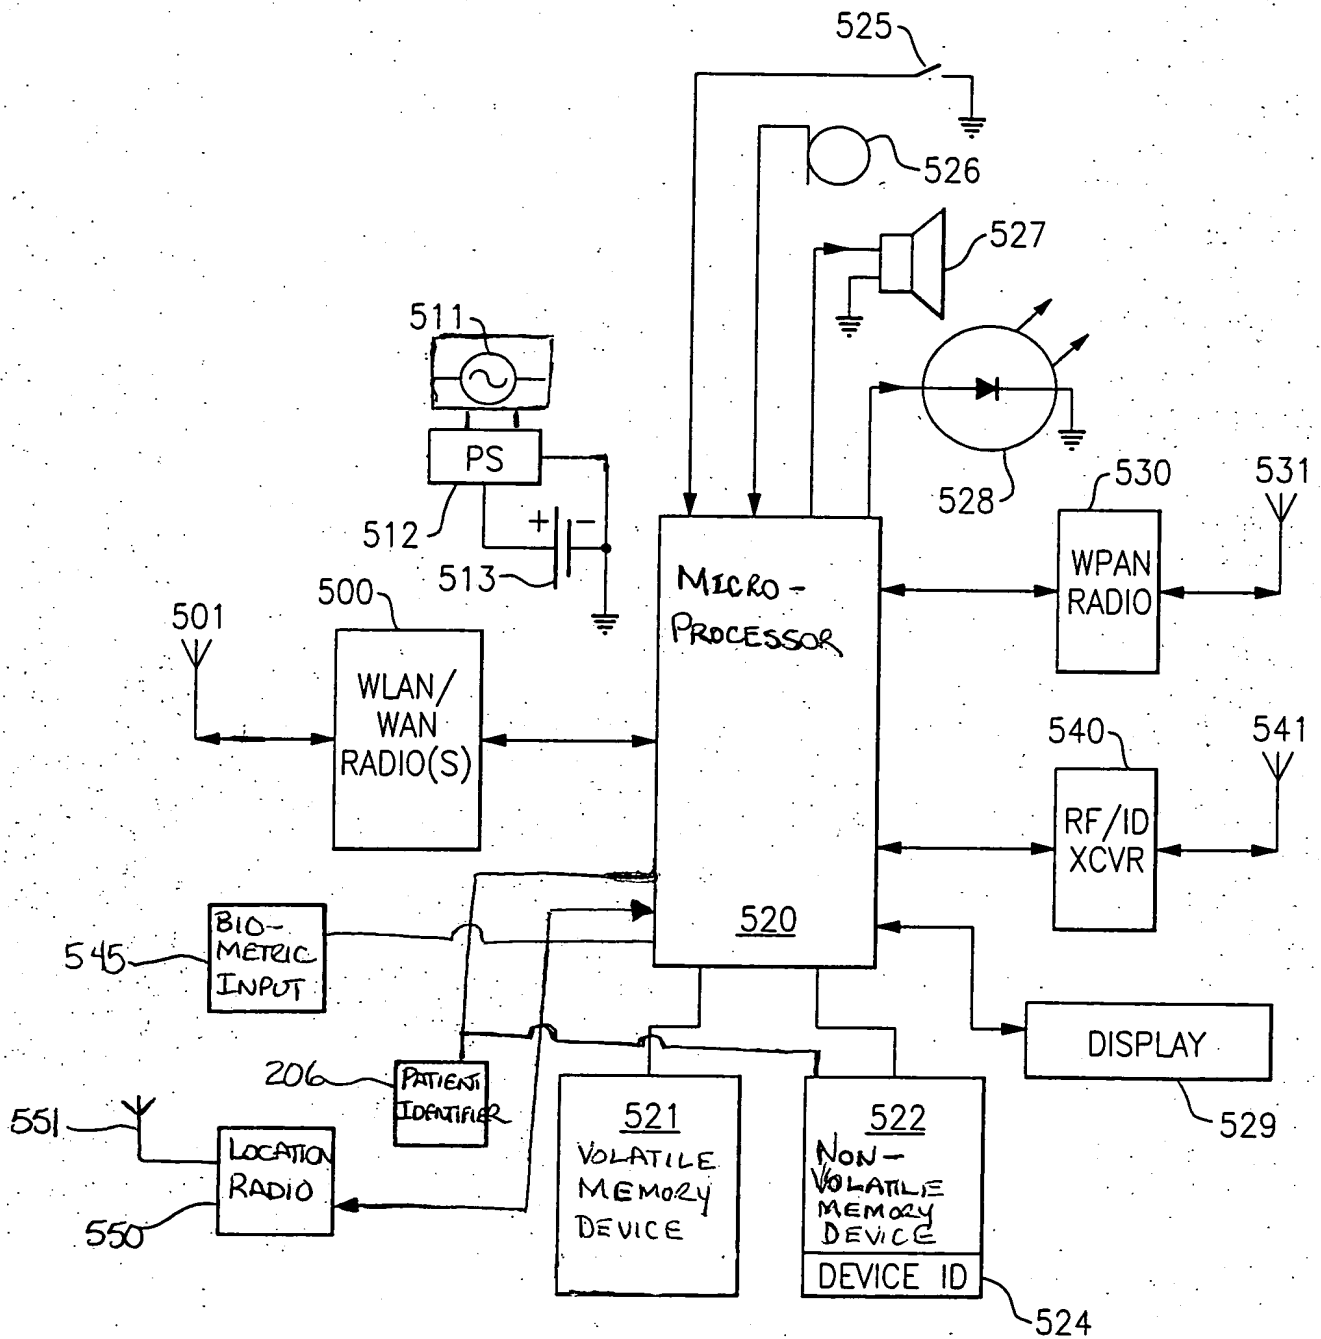 525
526
527
511
PS
512
+ -
513
528
530
531
WPAN
RADIO
500
501
WLAN/
WAN
RADIO(S)
MICRO-
PROCESSOR
520
540
541
RF/ID
XCVR
545
BIO-
METRIC
INPUT
DISPLAY
529
206
PATIENT
IDENTIFIER
551
LOCATION
RADIO
550
521
VOLATILE
MEMORY
DEVICE
522
NON-
VOLATILE
MEMORY
DEVICE
DEVICE ID
524